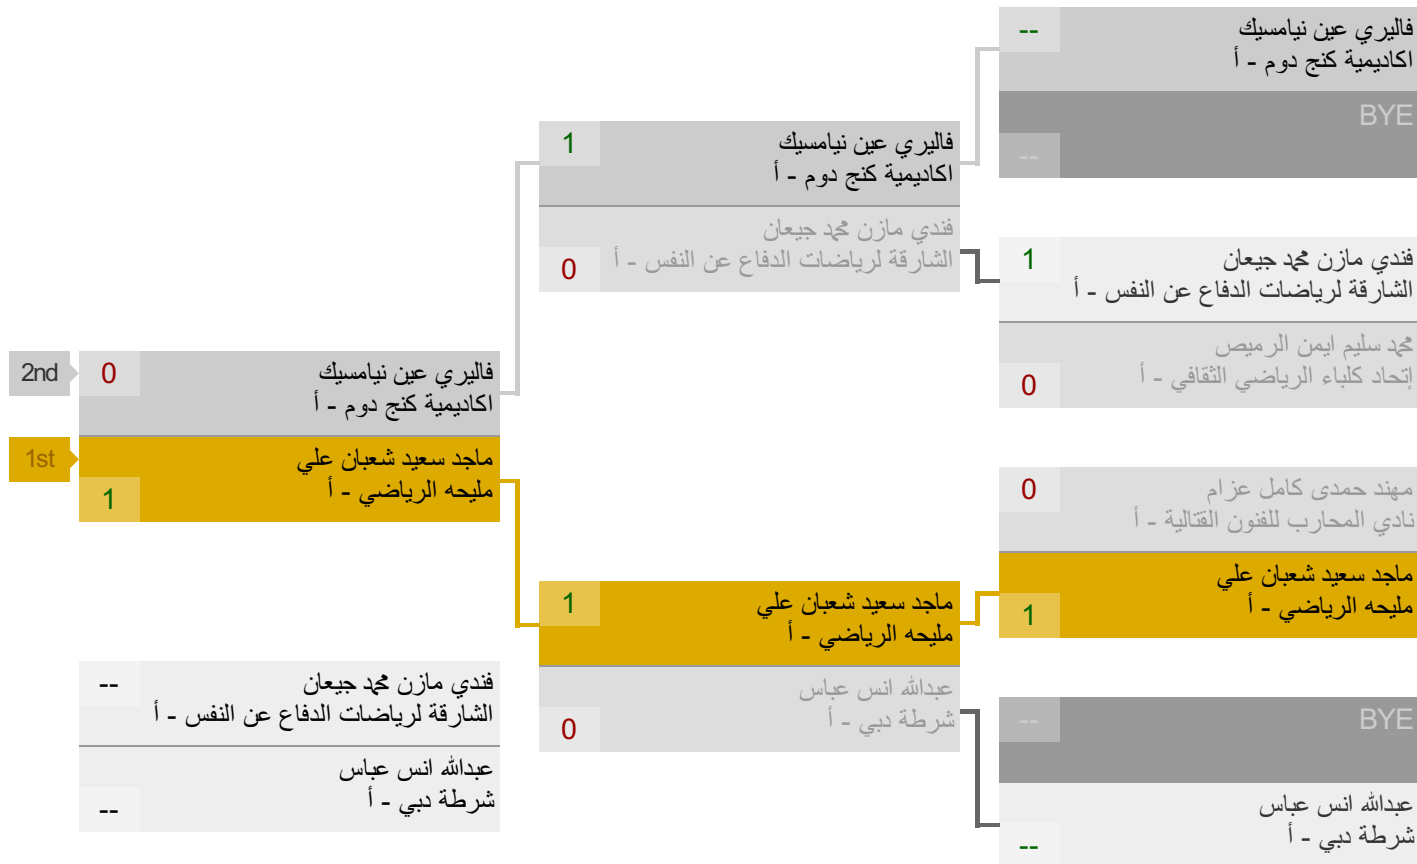 --
فاليري عين نيامسيك
اكاديمية كنج دوم - أ
BYE
--
1
فاليري عين نيامسيك
اكاديمية كنج دوم - أ
فندي مازن محمد جيعان
الشارقة لرياضات الدفاع عن النفس - أ
0
1
فندي مازن محمد جيعان
الشارقة لرياضات الدفاع عن النفس - أ
محمد سليم ايمن الرميص
إتحاد كلباء الرياضي الثقافي - أ
0
2nd
0
فاليري عين نيامسيك
اكاديمية كنج دوم - أ
1st
ماجد سعيد شعبان علي
مليحه الرياضي - أ
1
0
مهند حمدى كامل عزام
نادي المحارب للفنون القتالية - أ
ماجد سعيد شعبان علي
مليحه الرياضي - أ
1
1
ماجد سعيد شعبان علي
مليحه الرياضي - أ
عبدالله انس عباس
شرطة دبي - أ
0
--
فندي مازن محمد جيعان
الشارقة لرياضات الدفاع عن النفس - أ
عبدالله انس عباس
شرطة دبي - أ
--
--
BYE
عبدالله انس عباس
شرطة دبي - أ
--